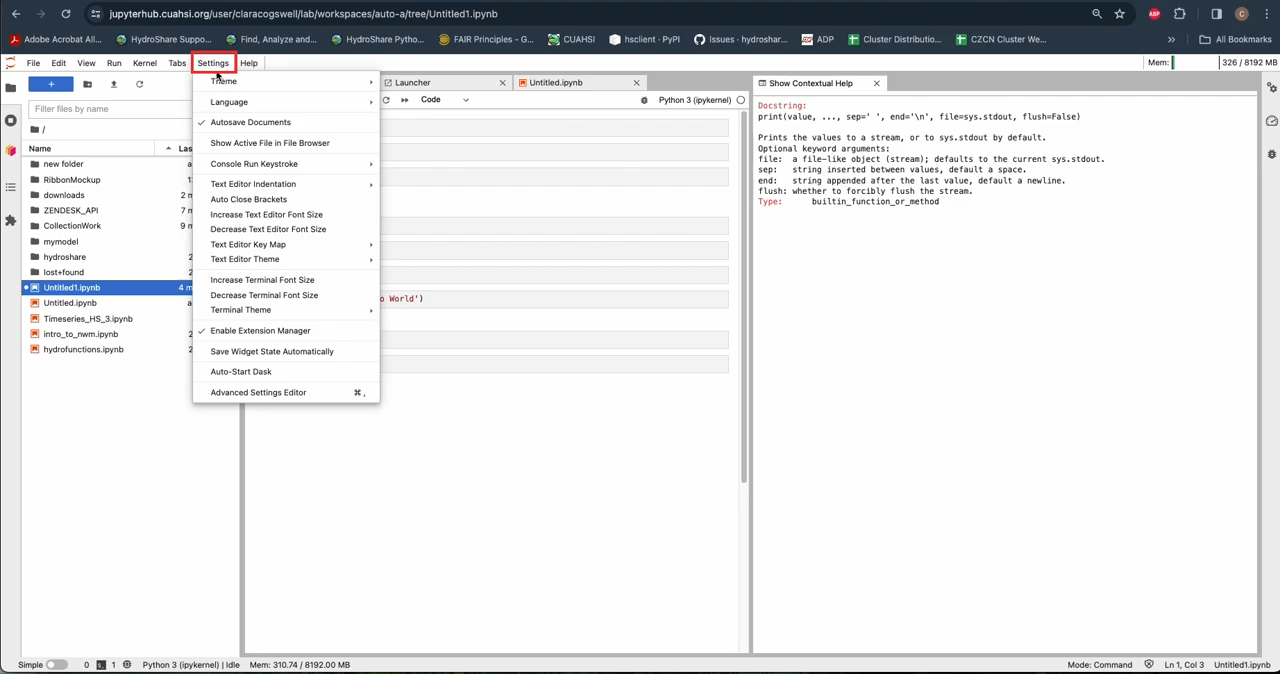 jupyterhub.cuahsi.org/user/claracogswell/lab/workspaces/auto-a/tree/Untitled1.ipynb
ABP
C
Adobe Acrobat All...
HydroShare Suppo...
Find, Analyze and...
HydroShare Pytho...
FAIR Principles – G...
CUAHSI
hsclient · PyPI
Issues · hydroshar...
ADP
Cluster Distributio...
CZCN Cluster We...
»
All Bookmarks
File Edit View Run Kernel Tabs Settings Help
Mem: 326 / 8192 MB
+
Filter files by name
/
Name
Las
new folder
RibbonMockup
downloads 2 m
ZENDESK_API 7 m
CollectionWork 9 m
mymodel
hydroshare
lost+found
Untitled1.ipynb 4 m
Untitled.ipynb
Timeseries_HS_3.ipynb
intro_to_nwm.ipynb
hydrofunctions.ipynb
Theme
Language
✓ Autosave Documents
Show Active File in File Browser
Console Run Keystroke
Text Editor Indentation
Auto Close Brackets
Increase Text Editor Font Size
Decrease Text Editor Font Size
Text Editor Key Map
Text Editor Theme
Increase Terminal Font Size
Decrease Terminal Font Size
Terminal Theme
✓ Enable Extension Manager
Save Widget State Automatically
Auto-Start Dask
Advanced Settings Editor ⌘ ,
Launcher
Untitled.ipynb
Code
Python 3 (ipykernel)
o World')
Show Contextual Help
Docstring:
print(value, ..., sep=' ', end='\n', file=sys.stdout, flush=False)
Prints the values to a stream, or to sys.stdout by default.
Optional keyword arguments:
file: a file-like object (stream); defaults to the current sys.stdout.
sep: string inserted between values, default a space.
end: string appended after the last value, default a newline.
flush: whether to forcibly flush the stream.
Type: builtin_function_or_method
Simple
0
1
Python 3 (ipykernel) | Idle
Mem: 310.74 / 8192.00 MB
Mode: Command
Ln 1, Col 3
Untitled1.ipynb